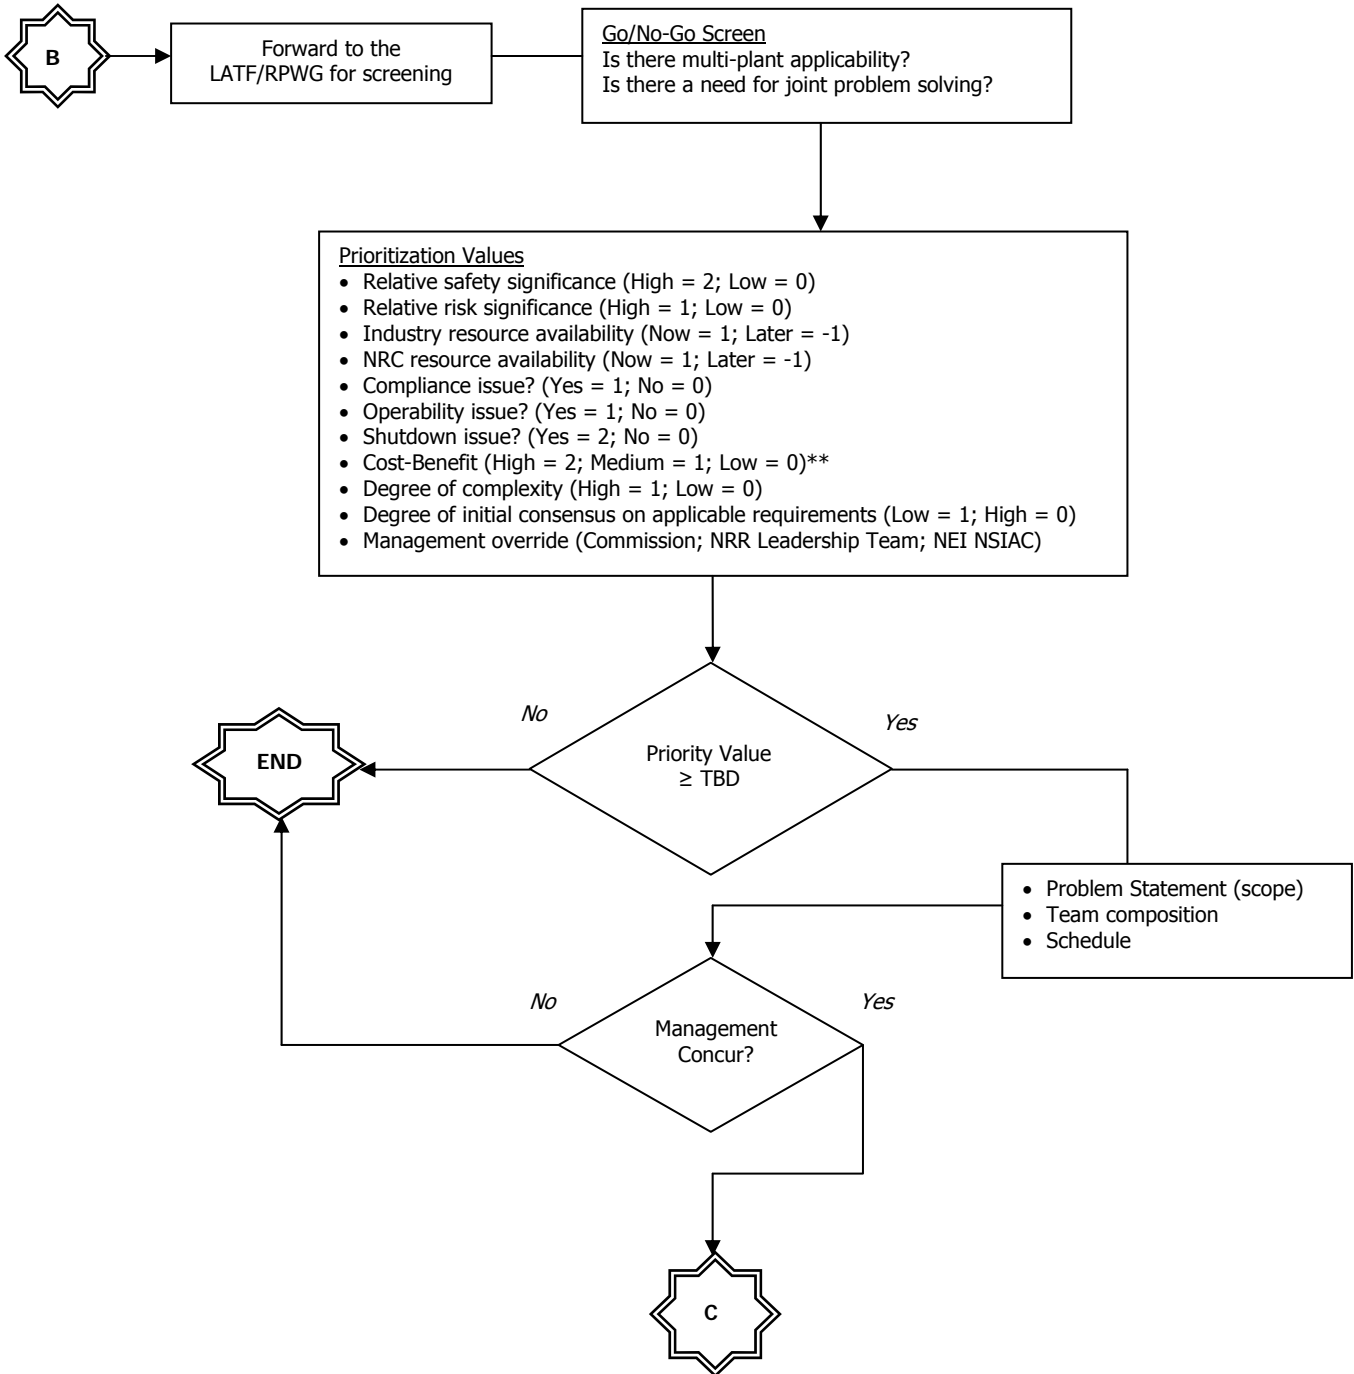 B
Forward to the
LATF/RPWG for screening
Go/No-Go Screen
Is there multi-plant applicability?
Is there a need for joint problem solving?
Prioritization Values
• Relative safety significance (High = 2; Low = 0)
• Relative risk significance (High = 1; Low = 0)
• Industry resource availability (Now = 1; Later = -1)
• NRC resource availability (Now = 1; Later = -1)
• Compliance issue? (Yes = 1; No = 0)
• Operability issue? (Yes = 1; No = 0)
• Shutdown issue? (Yes = 2; No = 0)
• Cost-Benefit (High = 2; Medium = 1; Low = 0)**
• Degree of complexity (High = 1; Low = 0)
• Degree of initial consensus on applicable requirements (Low = 1; High = 0)
• Management override (Commission; NRR Leadership Team; NEI NSIAC)
No
Yes
END
Priority Value
≥ TBD
• Problem Statement (scope)
• Team composition
• Schedule
No
Yes
Management
Concur?
C